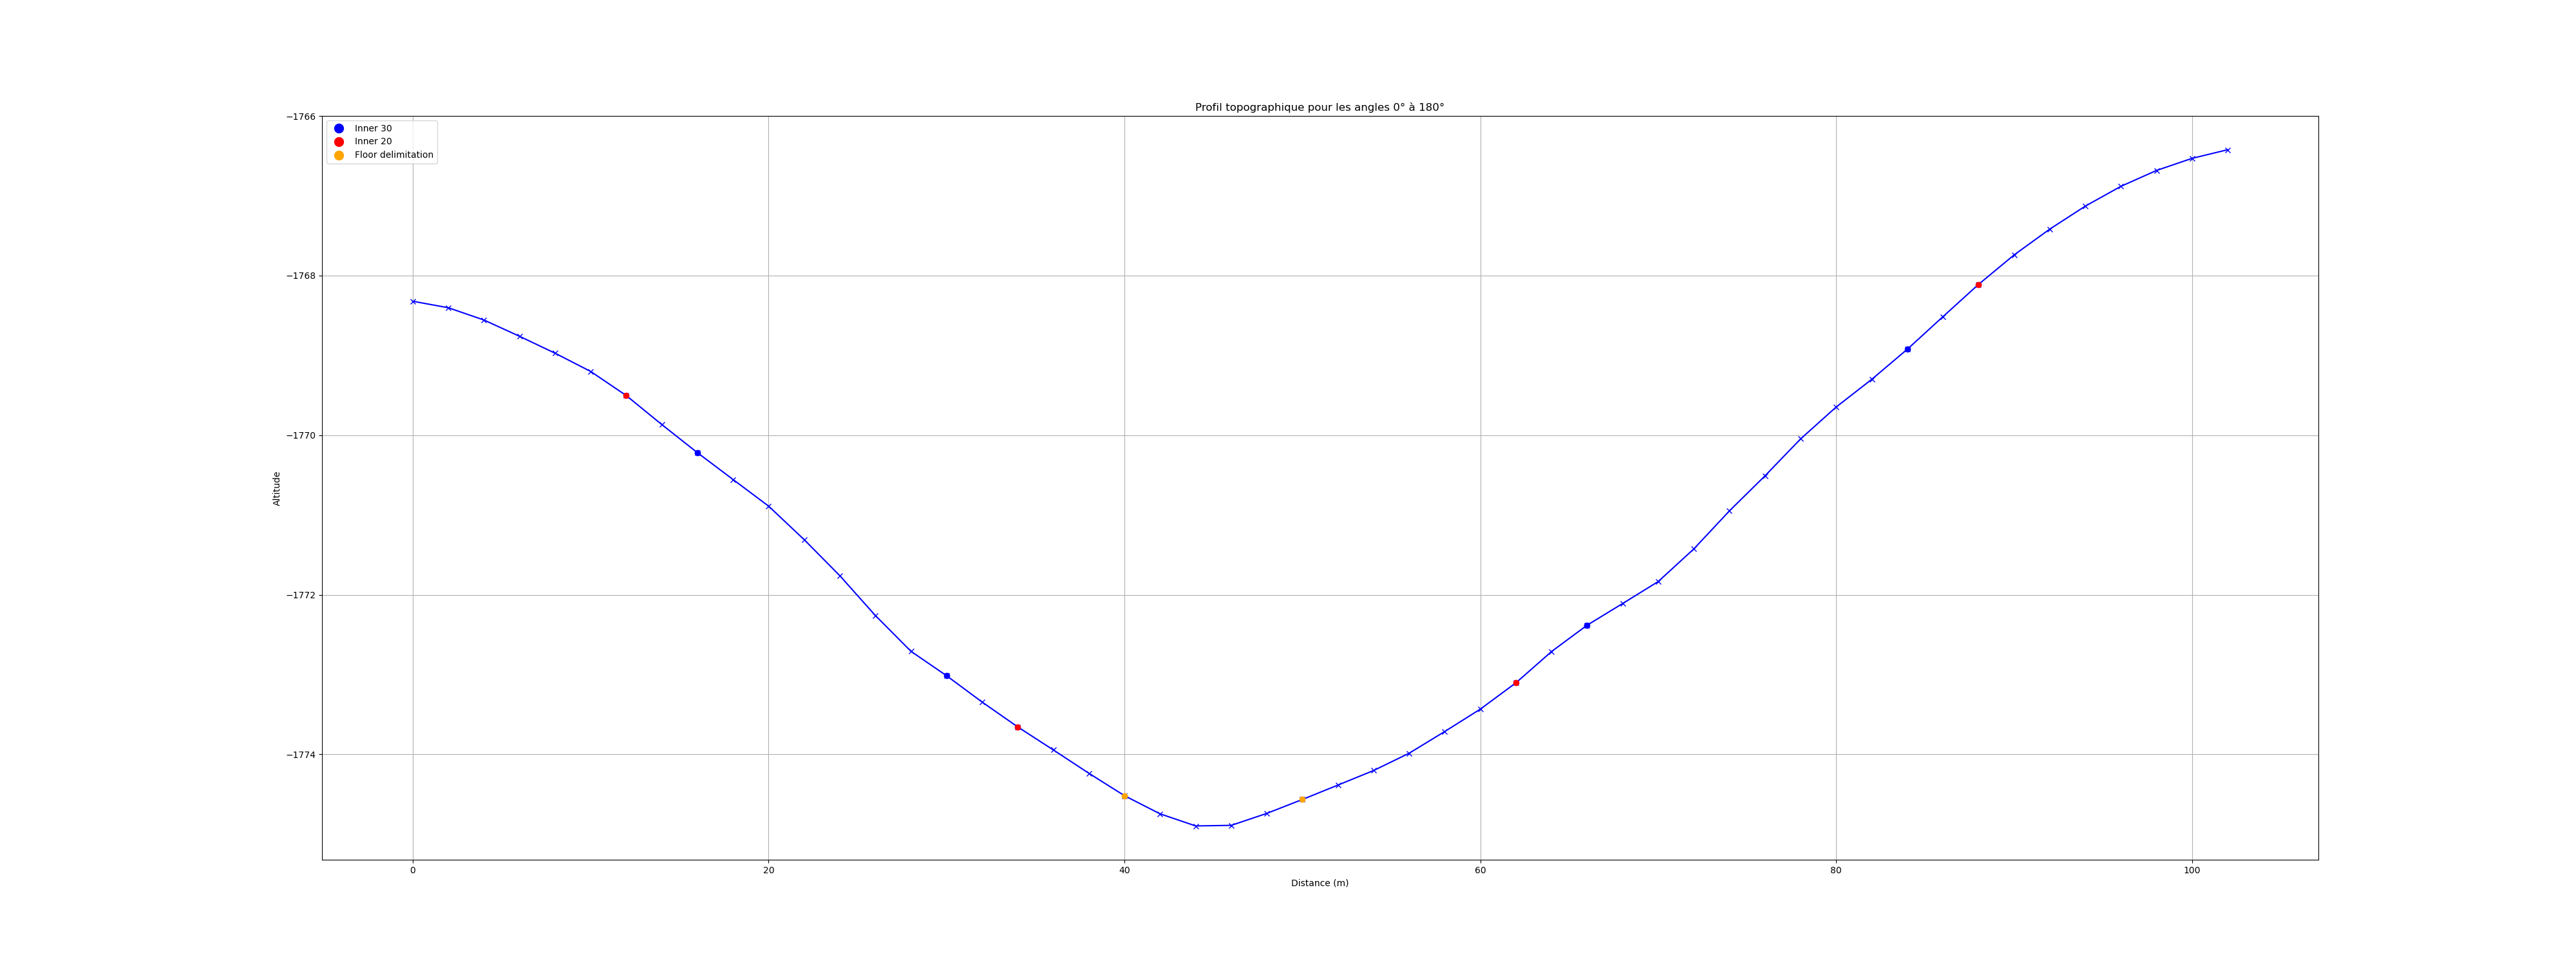 Profil topographique pour les angles 0° à 180°
Inner 30
Inner 20
Floor delimitation
−1766
−1768
−1770
−1772
−1774
Altitude
0
20
40
60
80
100
Distance (m)